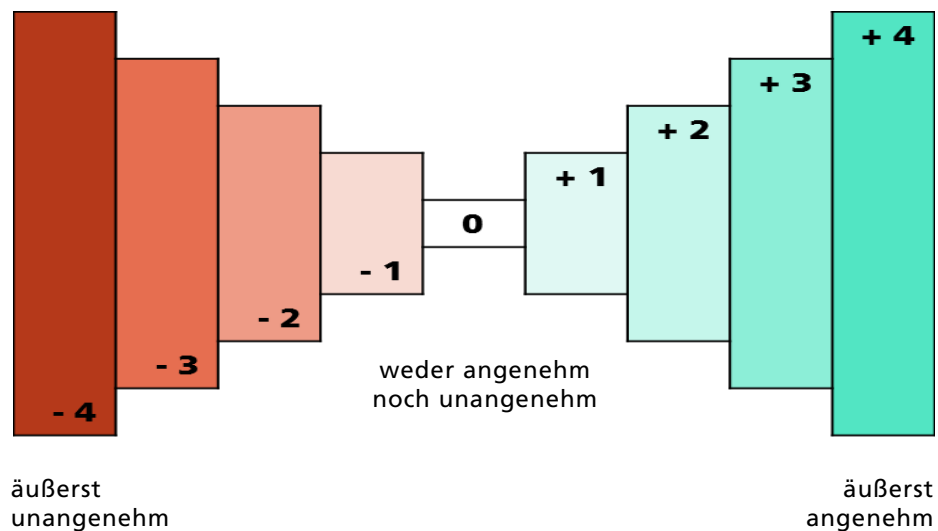 + 4
+ 3
+ 2
+ 1
0
- 1
- 2
- 3
- 4
weder angenehm
noch unangenehm
äußerst
unangenehm
äußerst
angenehm